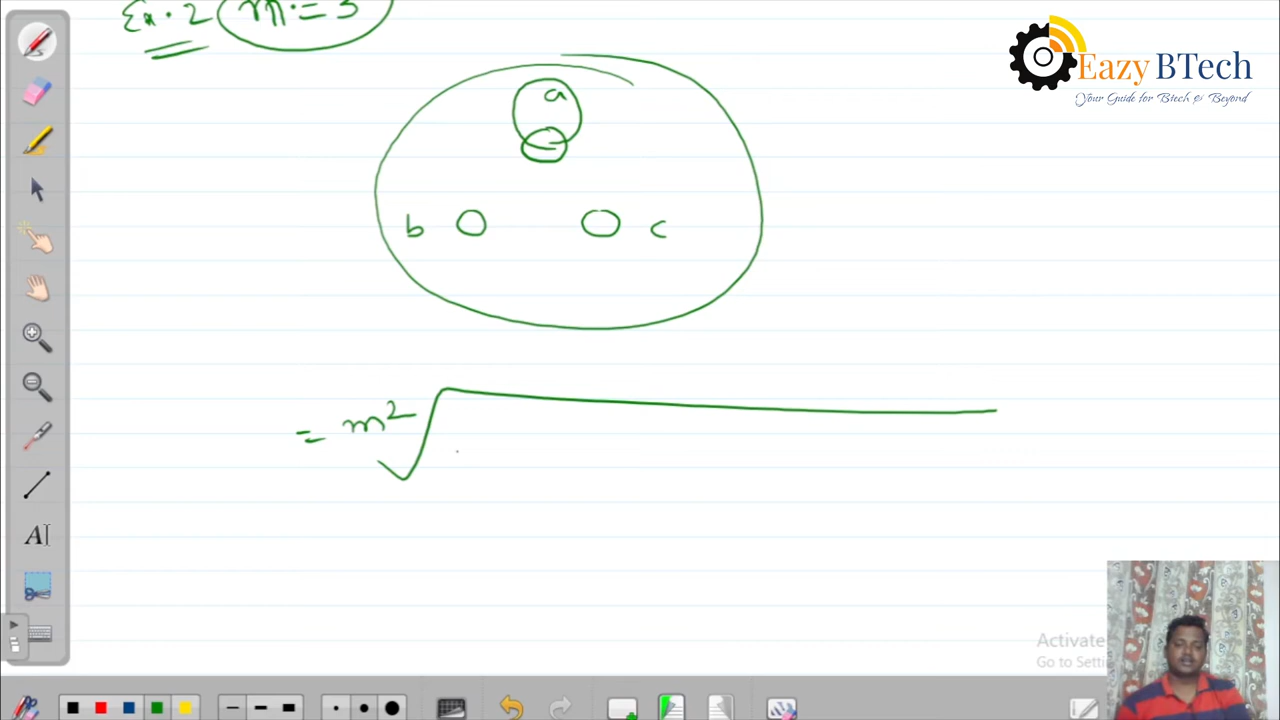 Ex. 2 m = 3
Eazy BTech
Your Guide for Btech & Beyond
a
b c
= m²√
A
Activate
Go to Setti